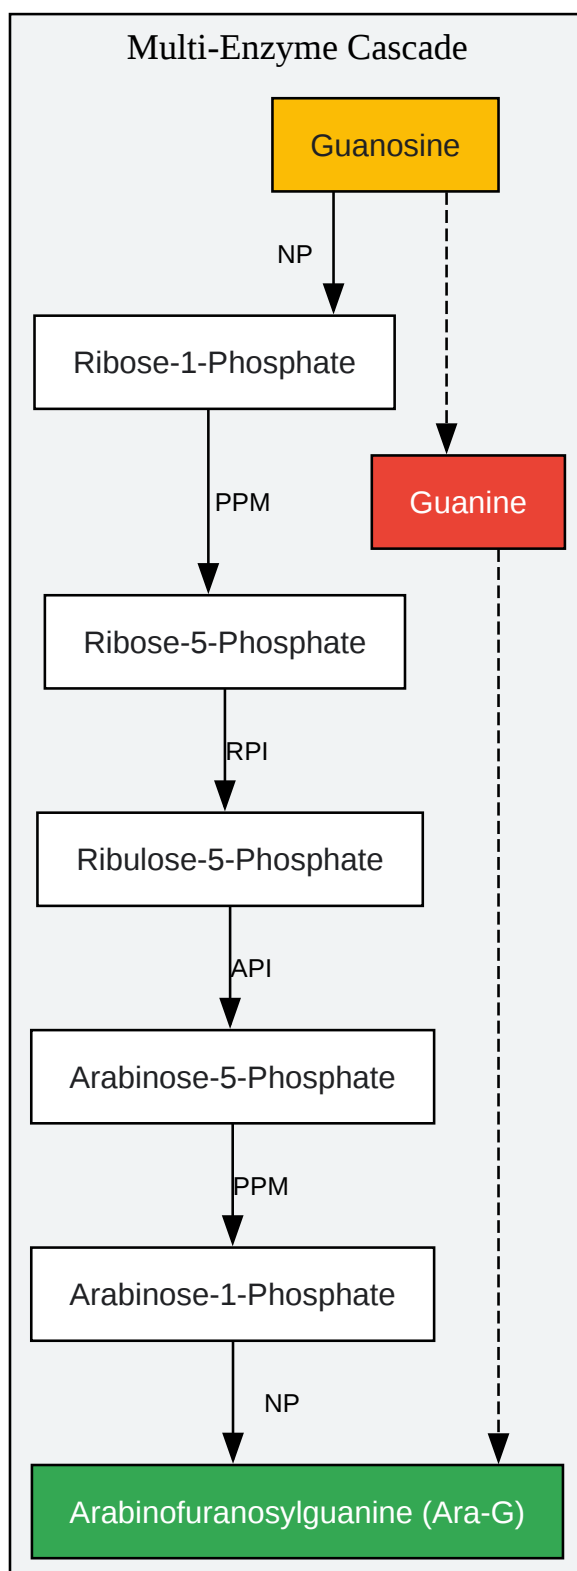 Multi-Enzyme Cascade
Guanosine
NP
Ribose-1-Phosphate
PPM
Guanine
Ribose-5-Phosphate
RPI
Ribulose-5-Phosphate
API
Arabinose-5-Phosphate
PPM
Arabinose-1-Phosphate
NP
Arabinofuranosylguanine (Ara-G)